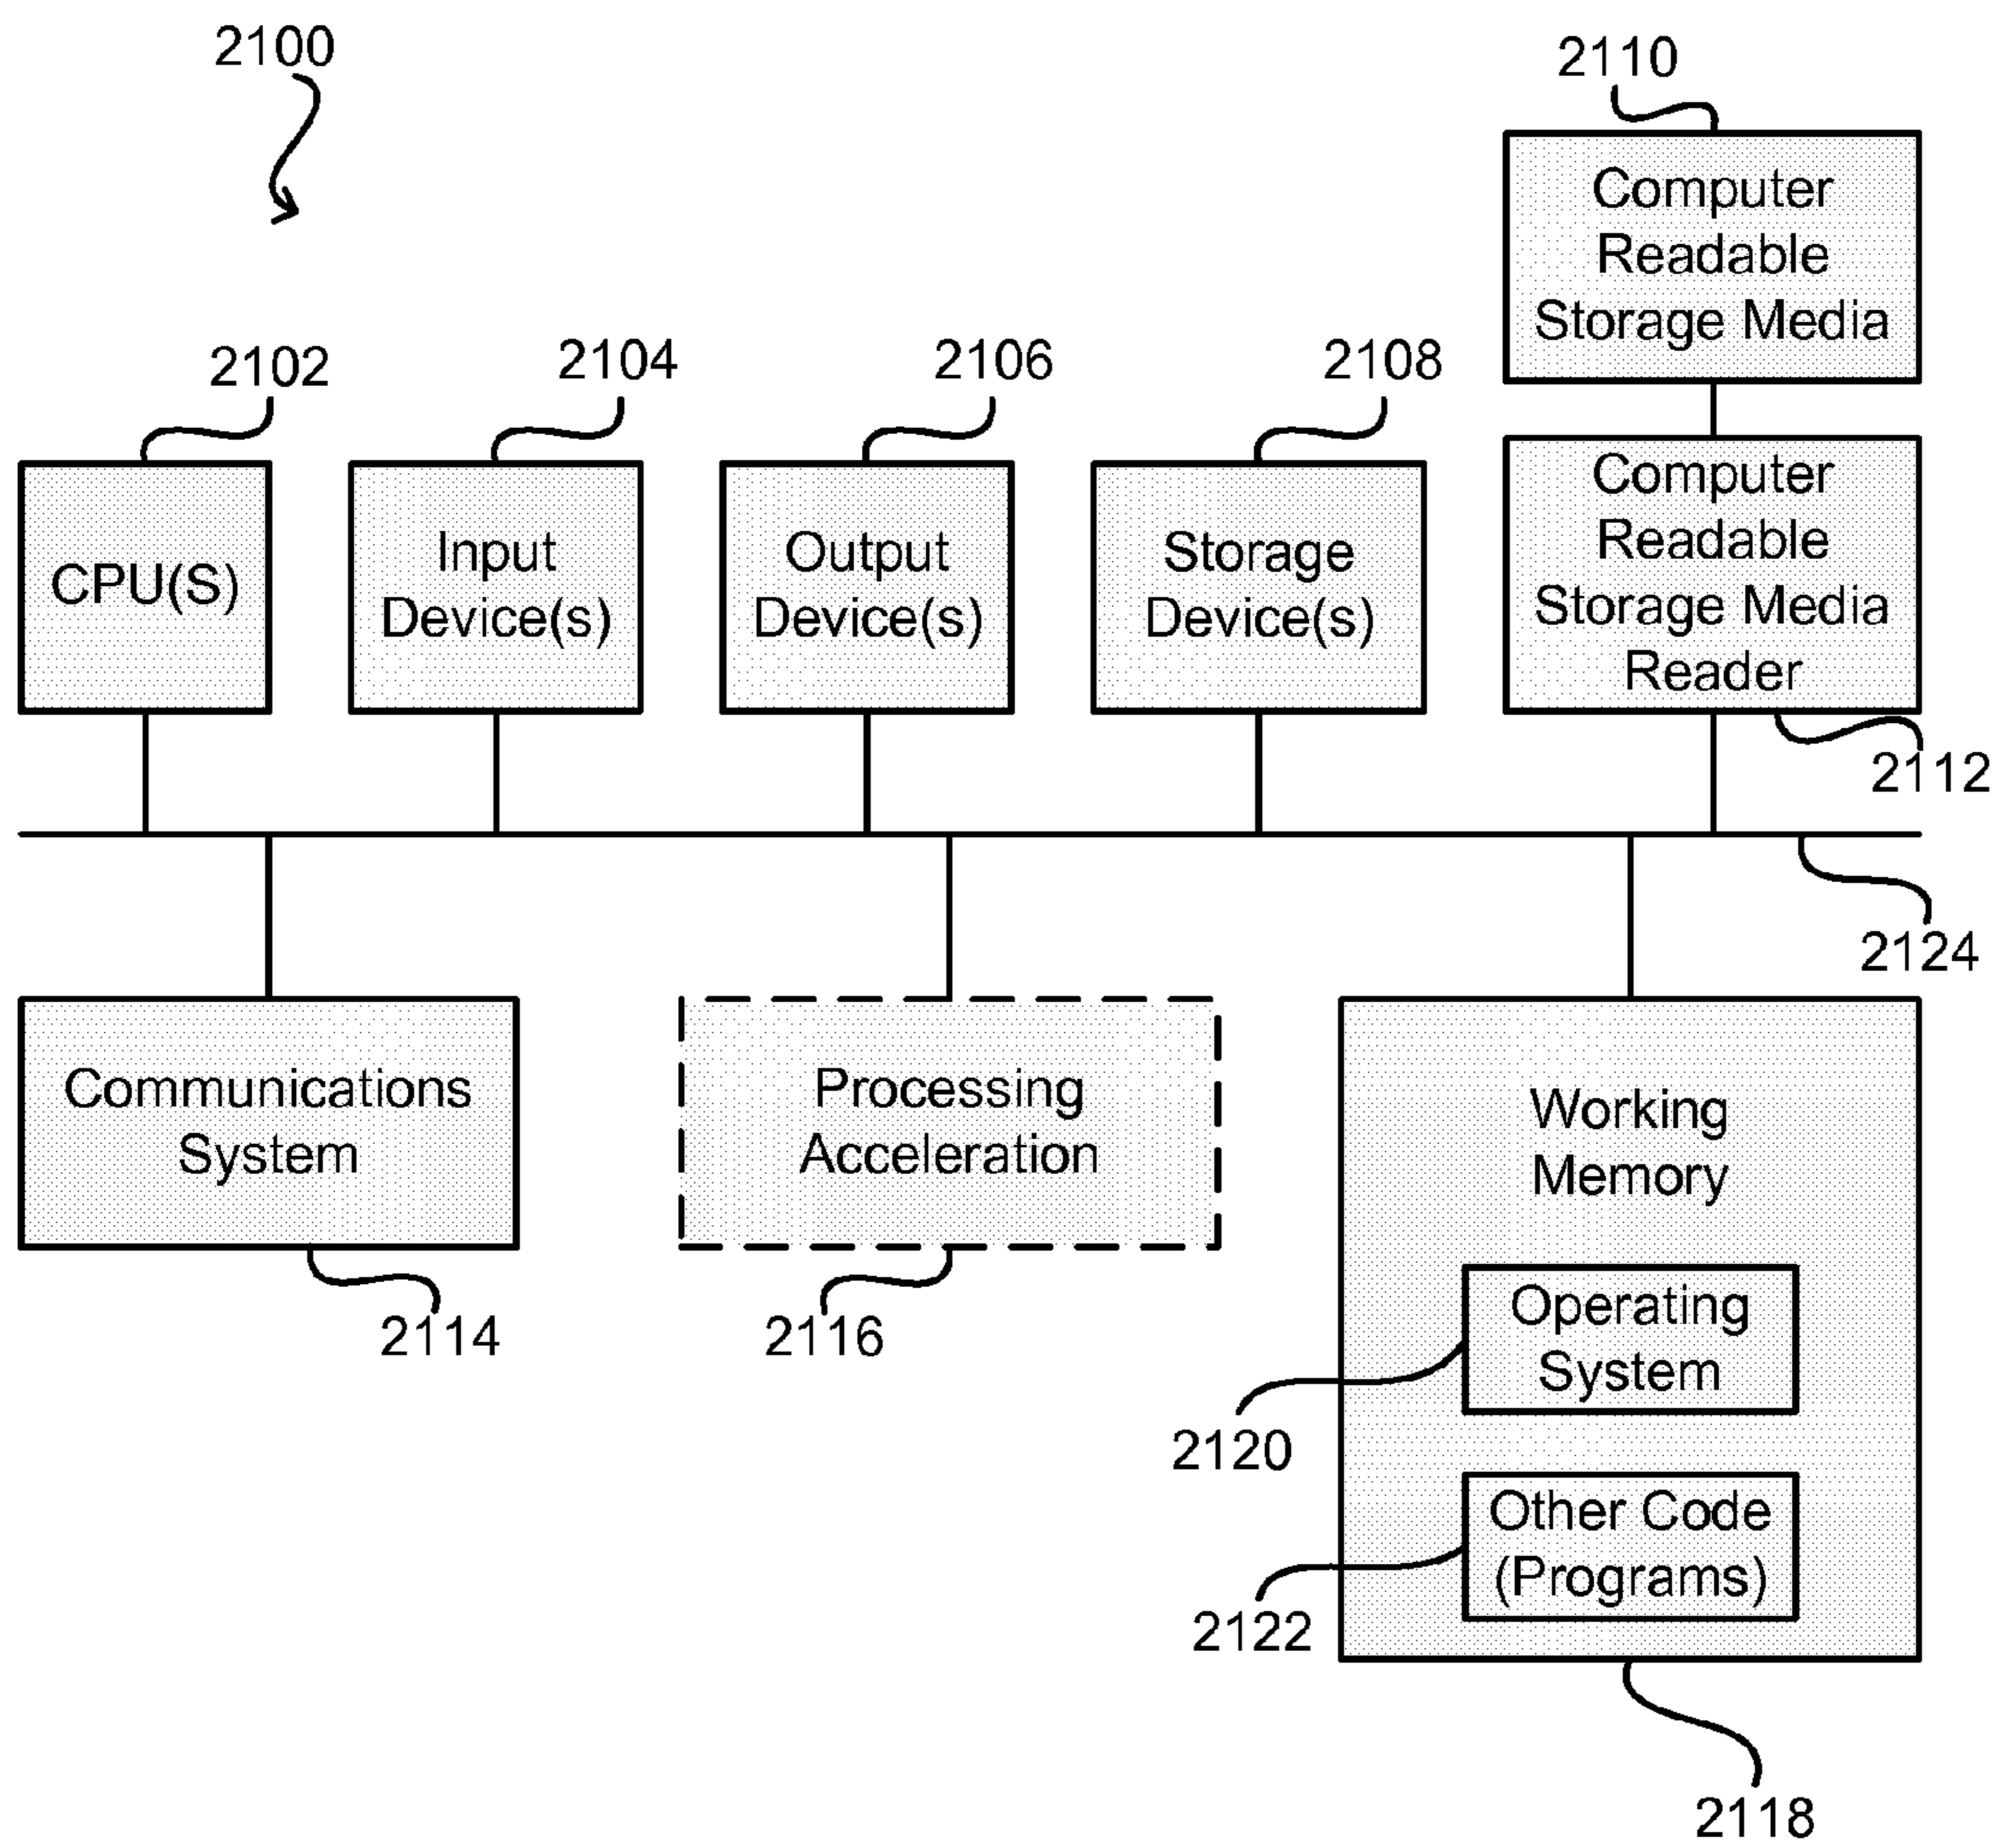 2100
2110
Computer
Readable
Storage Media
2102
2104
2106
2108
CPU(S)
Input
Device(s)
Output
Device(s)
Storage
Device(s)
Computer
Readable
Storage Media
Reader
2112
2124
Communications
System
2114
Processing
Acceleration
2116
Working
Memory
Operating
System
2120
Other Code
(Programs)
2122
2118